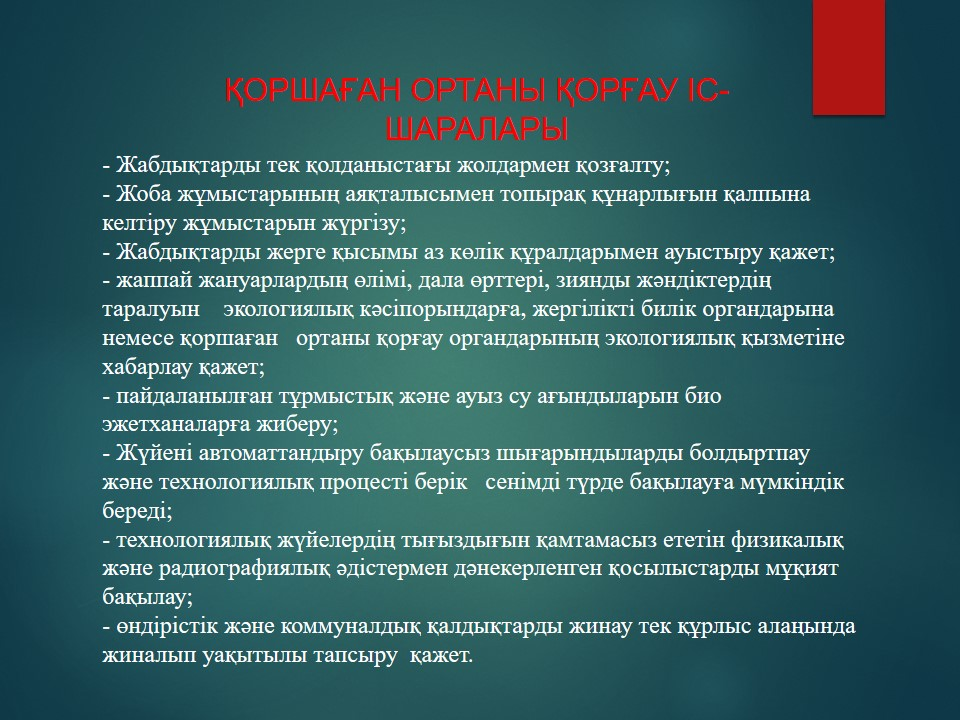 ҚОРШАҒАН ОРТАНЫ ҚОРҒАУ ІС-
ШАРАЛАРЫ
- Жабдықтарды тек қолданыстағы жолдармен қозғалту;
- Жоба жұмыстарының аяқталысымен топырақ құнарлығын қалпына
келтіру жұмыстарын жүргізу;
- Жабдықтарды жерге қысымы аз көлік құралдарымен ауыстыру қажет;
- жаппай жануарлардың өлімі, дала өрттері, зиянды жәндіктердің
таралуын    экологиялық кәсіпорындарға, жергілікті билік органдарына
немесе қоршаған   ортаны қорғау органдарының экологиялық қызметіне
хабарлау қажет;
- пайдаланылған тұрмыстық және ауыз су ағындыларын био
эжетханаларға жиберу;
- Жүйені автоматтандыру бақылаусыз шығарындыларды болдыртпау
және технологиялық процесті берік   сенімді түрде бақылауға мүмкіндік
береді;
- технологиялық жүйелердің тығыздығын қамтамасыз ететін физикалық
және радиографиялық әдістермен дәнекерленген қосылыстарды мұқият
бақылау;
- өндірістік және коммуналдық қалдықтарды жинау тек құрлыс алаңында
жиналып уақытылы тапсыру  қажет.